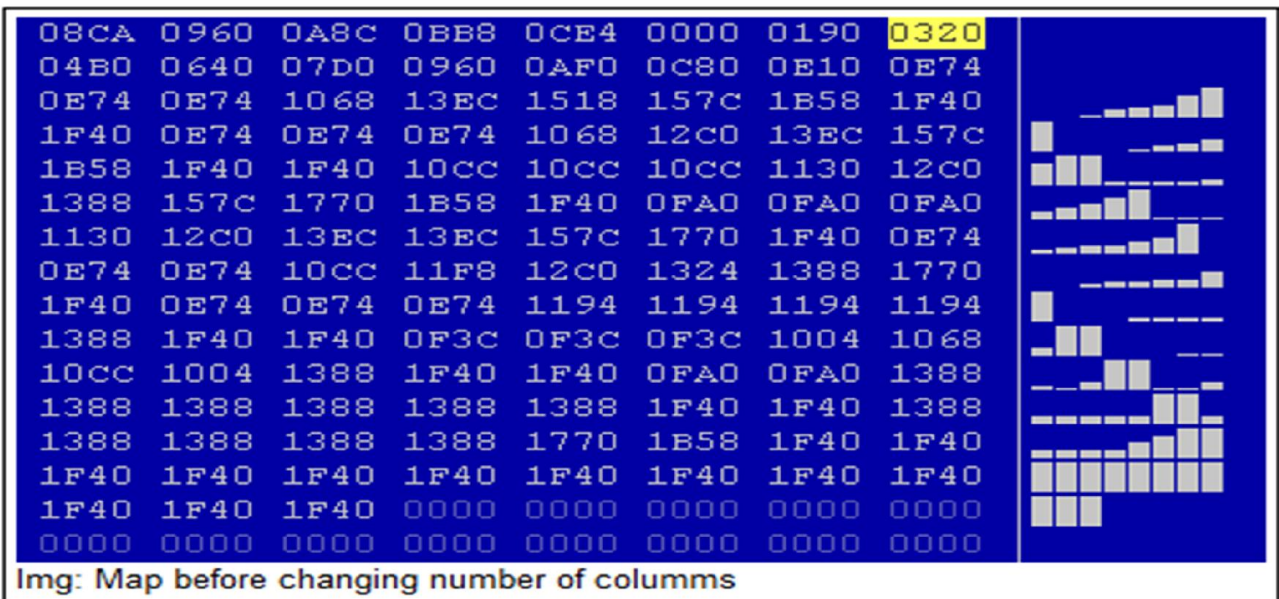 08CA 0960 0A8C 0BB8 0CE4 0000 0190 0320
04B0 0640 07D0 0960 0AF0 0C80 0E10 0E74
0E74 0E74 1068 13EC 1518 157C 1B58 1F40
1F40 0E74 0E74 0E74 1068 12C0 13EC 157C
1B58 1F40 1F40 10CC 10CC 10CC 1130 12C0
1388 157C 1770 1B58 1F40 0FA0 0FA0 0FA0
1130 12C0 13EC 13EC 157C 1770 1F40 0E74
0E74 0E74 10CC 11F8 12C0 1324 1388 1770
1F40 0E74 0E74 0E74 1194 1194 1194 1194
1388 1F40 1F40 0F3C 0F3C 0F3C 1004 1068
10CC 1004 1388 1F40 1F40 0FA0 0FA0 1388
1388 1388 1388 1388 1388 1F40 1F40 1388
1388 1388 1388 1388 1770 1B58 1F40 1F40
1F40 1F40 1F40 1F40 1F40 1F40 1F40 1F40
1F40 1F40 1F40 0000 0000 0000 0000 0000
0000 0000 0000 0000 0000 0000 0000 0000
Img: Map before changing number of columms